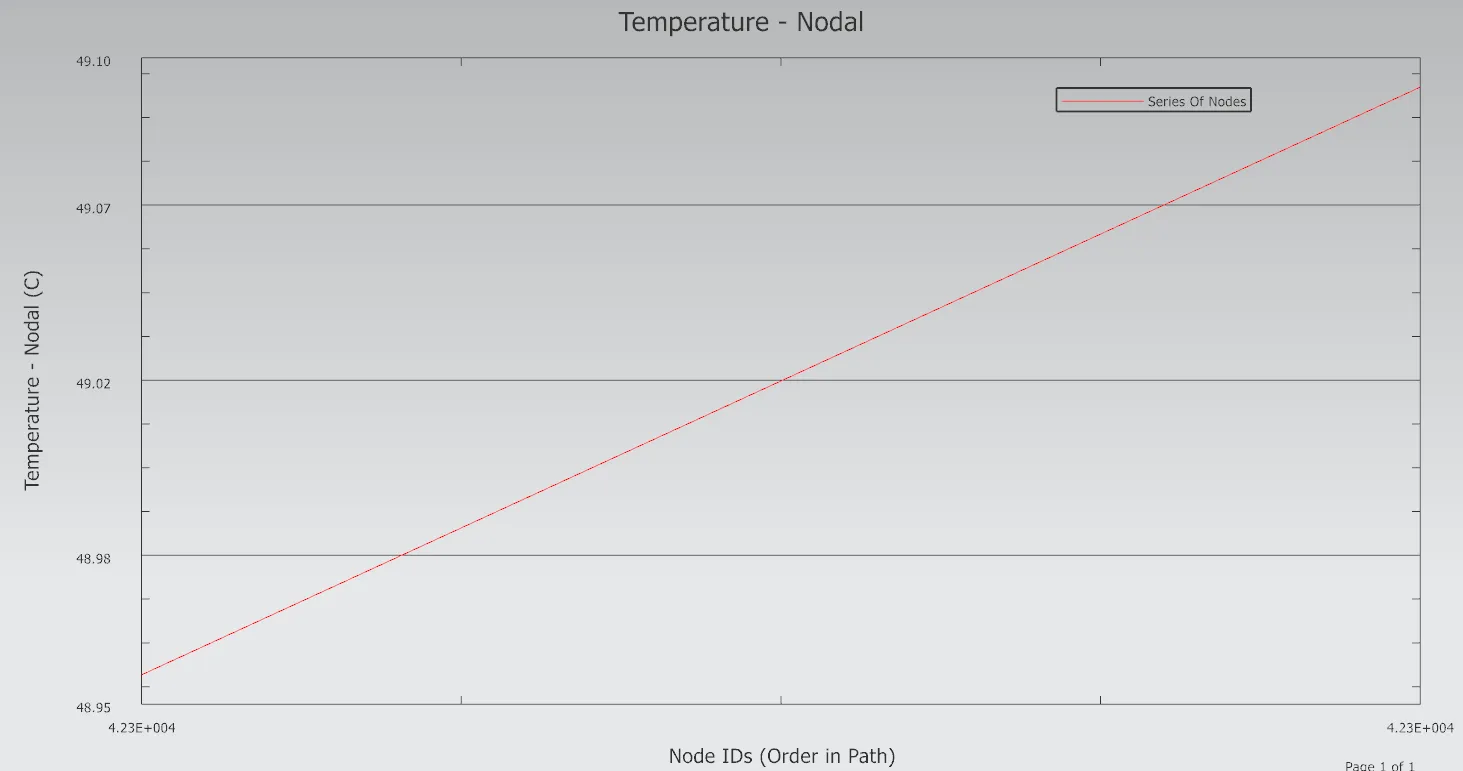 Temperature - Nodal
49.10
Series Of Nodes
49.07
Temperature - Nodal (C)
49.02
48.98
48.95
4.23E+004
4.23E+004
Node IDs (Order in Path)
Page 1 of 1